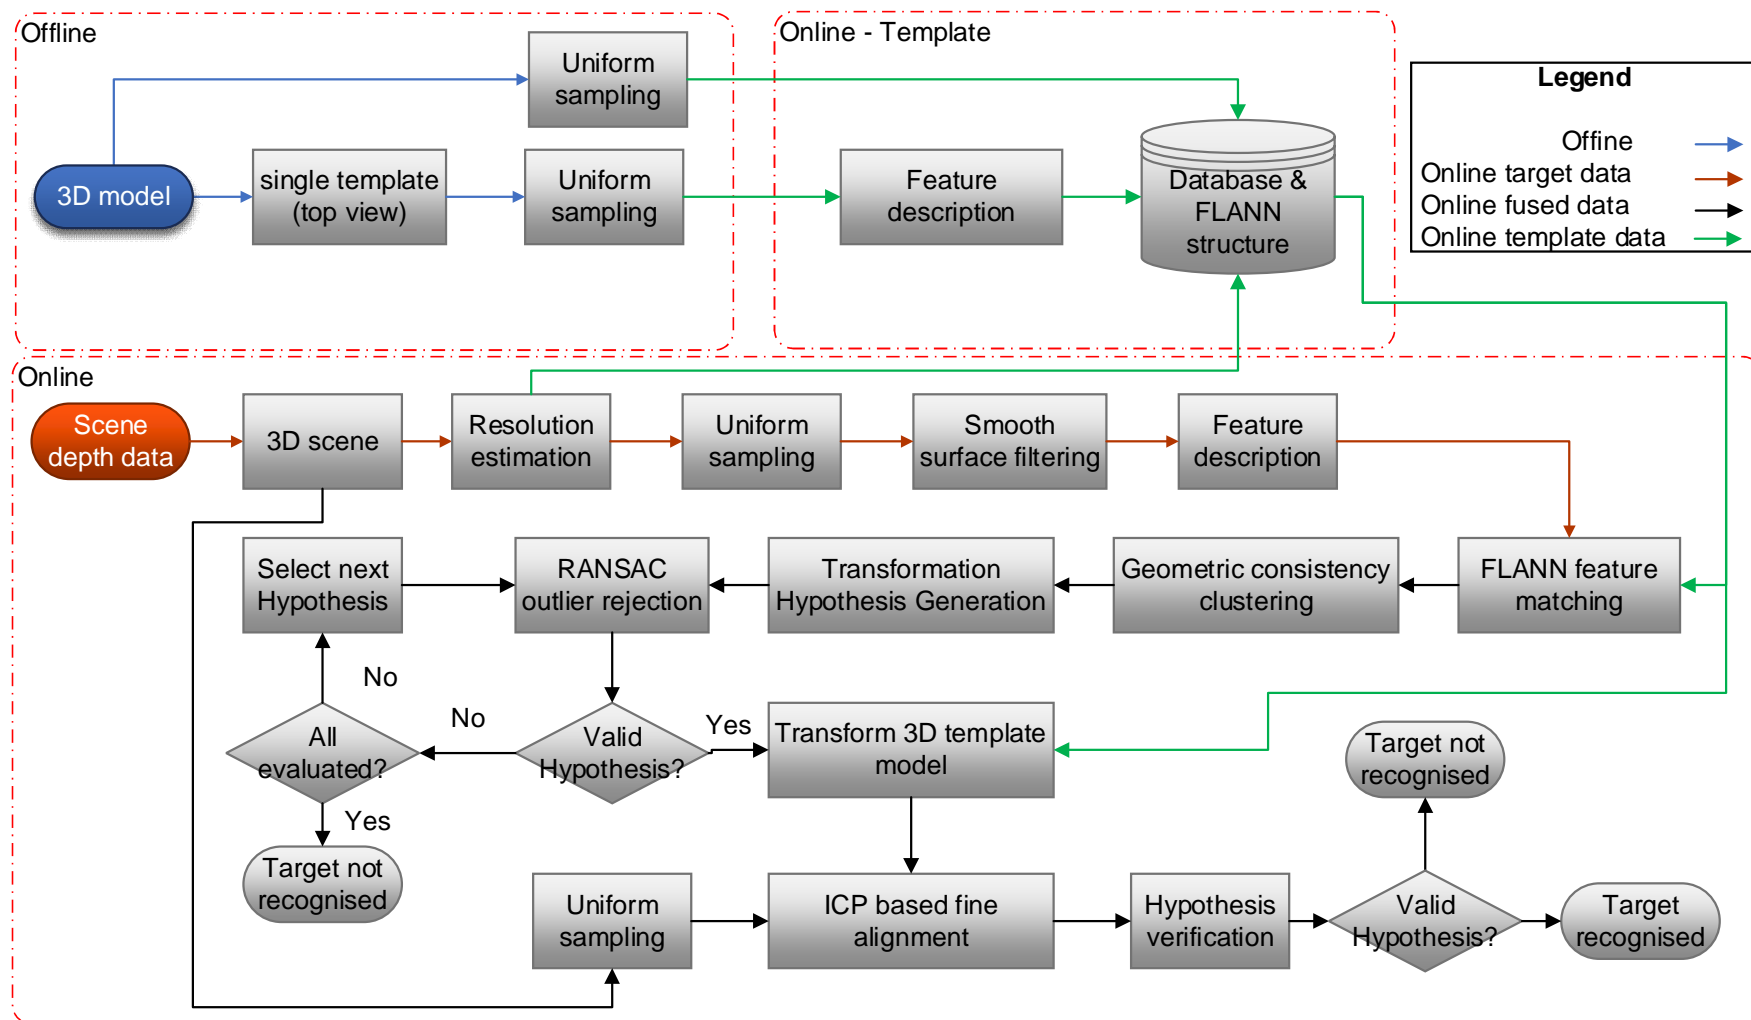 Offline
Online - Template
Uniform
sampling
Legend
Offine
Online target data
Online fused data
Online template data
3D model
single template
(top view)
Uniform
sampling
Feature
description
Database &
FLANN
structure
Online
Scene
depth data
3D scene
Resolution
estimation
Uniform
sampling
Smooth
surface filtering
Feature
description
Select next
Hypothesis
RANSAC
outlier rejection
Transformation
Hypothesis Generation
Geometric consistency
clustering
FLANN feature
matching
No
No
Yes
All
evaluated?
Valid
Hypothesis?
Transform 3D template
model
Target not
recognised
Yes
Target not
recognised
Uniform
sampling
ICP based fine
alignment
Hypothesis
verification
Valid
Hypothesis?
Target
recognised